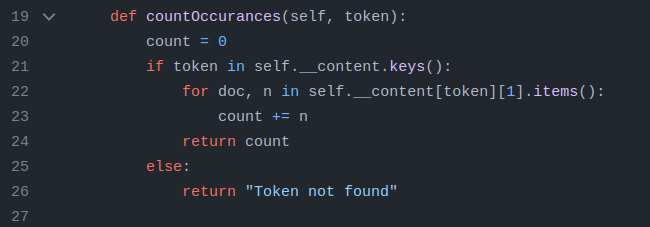 19 def countOccurances(self, token):
20 count = 0
21 if token in self.__content.keys():
22 for doc, n in self.__content[token][1].items():
23 count += n
24 return count
25 else:
26 return "Token not found"
27